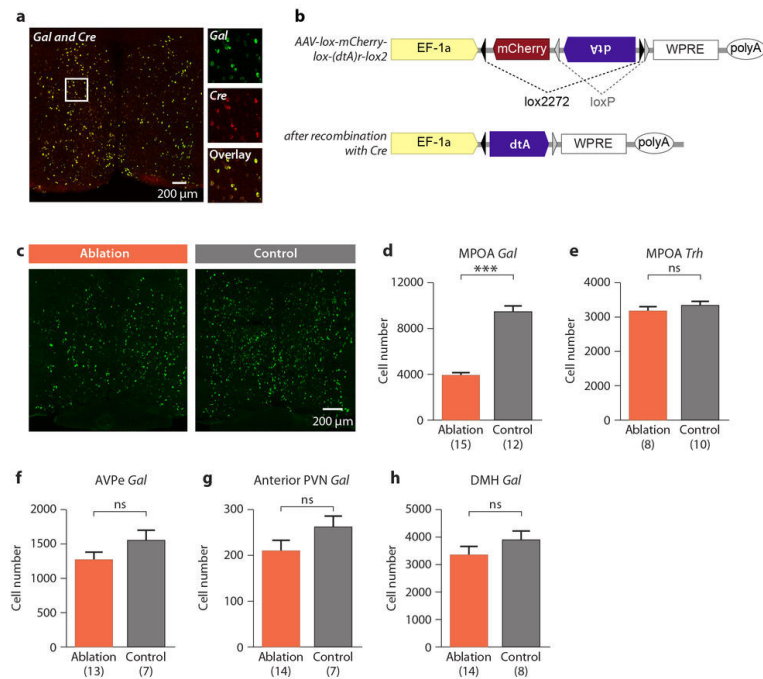 a
Gal and Cre
200 µm
Gal
Cre
Overlay
b
AAV-lox-mCherry-
lox-(dtA)r-lox2
EF-1a
mCherry
dtA
WPRE
polyA
lox2272
loxP
after recombination
with Cre
EF-1a
dtA
WPRE
polyA
c
Ablation
Control
200 µm
d
MPOA Gal
***
Cell number
12000
8000
4000
0
Ablation
(15)
Control
(12)
e
MPOA Trh
ns
Cell number
4000
3000
3000
2000
0
Ablation
(8)
Control
(10)
f
AVPe Gal
ns
Cell number
2000
1500
1000
500
0
Ablation
(13)
Control
(7)
g
Anterior PVN Gal
ns
Cell number
300
200
100
0
Ablation
(14)
Control
(7)
h
DMH Gal
ns
Cell number
5000
4000
3000
2000
1000
0
Ablation
(14)
Control
(8)